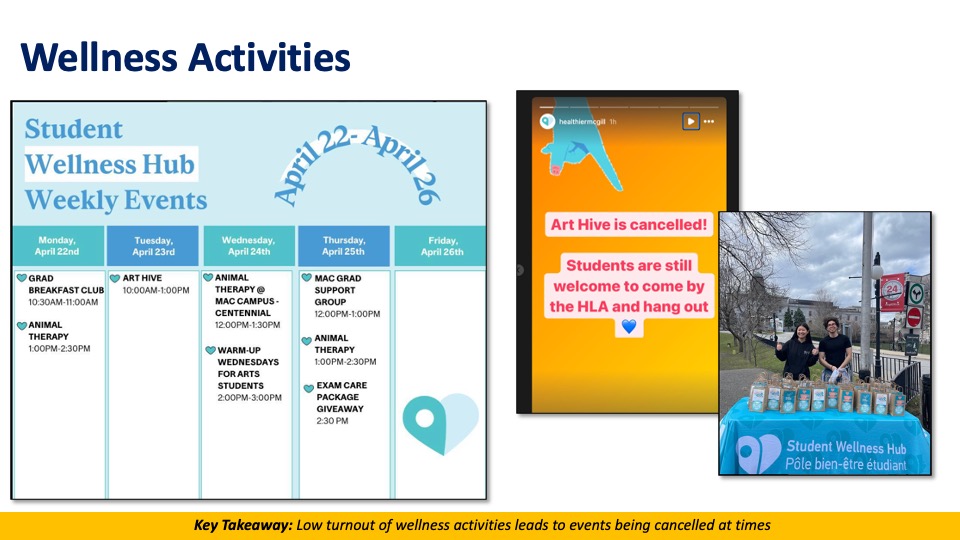 Wellness Activities
Student
Wellness Hub
Weekly Events
April 22- April 26
Monday,
April 22nd
Tuesday,
April 23rd
Wednesday,
April 24th
Thursday,
April 25th
Friday,
April 26th
GRAD
BREAKFAST CLUB
10:30AM-11:00AM
ANIMAL
THERAPY
1:00PM-2:30PM
ART HIVE
10:00AM-1:00PM
ANIMAL
THERAPY @
MAC CAMPUS -
CENTENNIAL
12:00PM-1:30PM
WARM-UP
WEDNESDAYS
FOR ARTS
STUDENTS
2:00PM-3:00PM
MAC GRAD
SUPPORT
GROUP
12:00PM-1:00PM
ANIMAL
THERAPY
1:00PM-2:30PM
EXAM CARE
PACKAGE
GIVEAWAY
2:30 PM
healthiermcgill 1h
Art Hive is cancelled!
Students are still
welcome to come by
the HLA and hang out
24
Student Wellness Hub
Pôle bien-être étudiant
Key Takeaway: Low turnout of wellness activities leads to events being cancelled at times